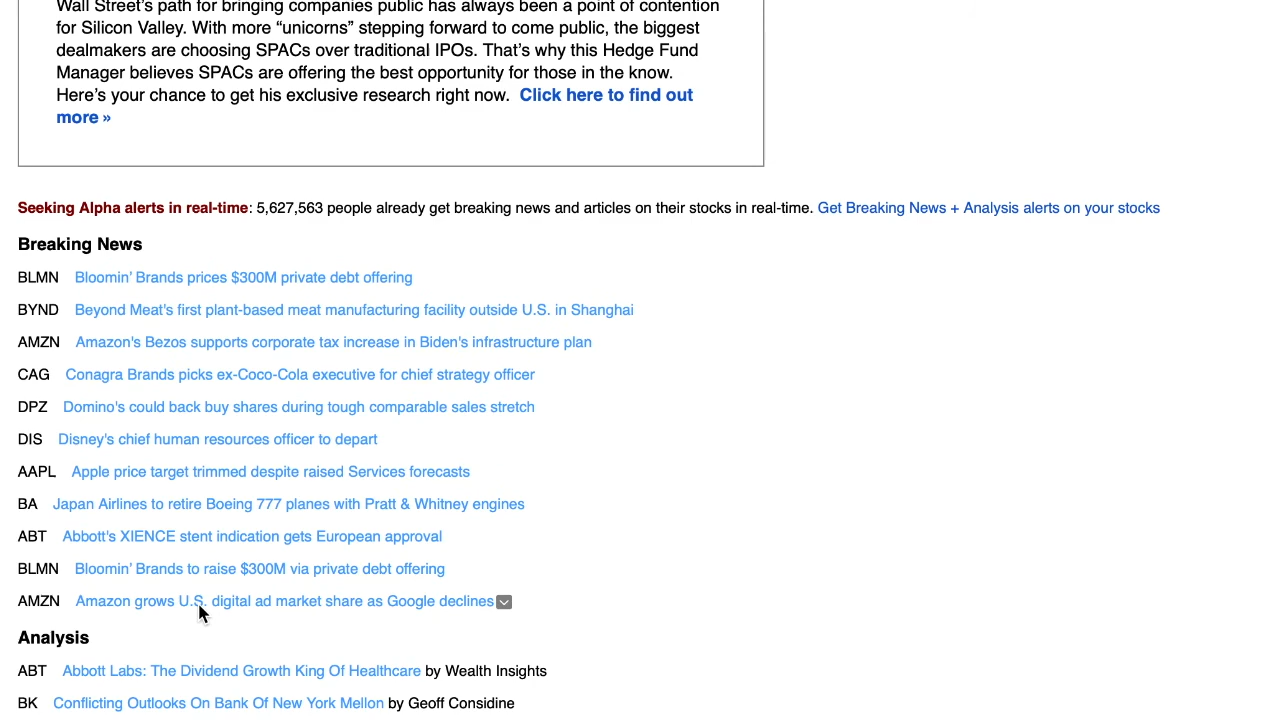 Wall Street's path for bringing companies public has always been a point of contention
for Silicon Valley. With more “unicorns” stepping forward to come public, the biggest
dealmakers are choosing SPACs over traditional IPOs. That’s why this Hedge Fund
Manager believes SPACs are offering the best opportunity for those in the know.
Here’s your chance to get his exclusive research right now. Click here to find out
more »
Seeking Alpha alerts in real-time: 5,627,563 people already get breaking news and articles on their stocks in real-time. Get Breaking News + Analysis alerts on your stocks
Breaking News
BLMN Bloomin' Brands prices $300M private debt offering
BYND Beyond Meat's first plant-based meat manufacturing facility outside U.S. in Shanghai
AMZN Amazon's Bezos supports corporate tax increase in Biden's infrastructure plan
CAG Conagra Brands picks ex-Coco-Cola executive for chief strategy officer
DPZ Domino's could back buy shares during tough comparable sales stretch
DIS Disney's chief human resources officer to depart
AAPL Apple price target trimmed despite raised Services forecasts
BA Japan Airlines to retire Boeing 777 planes with Pratt & Whitney engines
ABT Abbott's XIENCE stent indication gets European approval
BLMN Bloomin' Brands to raise $300M via private debt offering
AMZN Amazon grows U.S. digital ad market share as Google declines
Analysis
ABT Abbott Labs: The Dividend Growth King Of Healthcare by Wealth Insights
BK Conflicting Outlooks On Bank Of New York Mellon by Geoff Considine